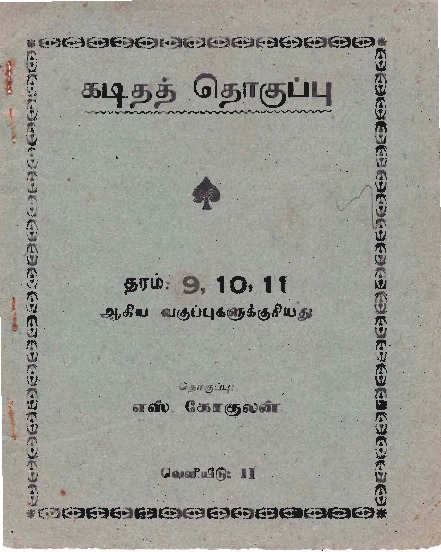 கடிதத் தொகுப்பு
தரம்: 9, 10, 11
ஆகிய வகுப்புகளுக்குரியது
தொகுப்பு:
எஸ். கோகுலன்
வெளியீடு: II